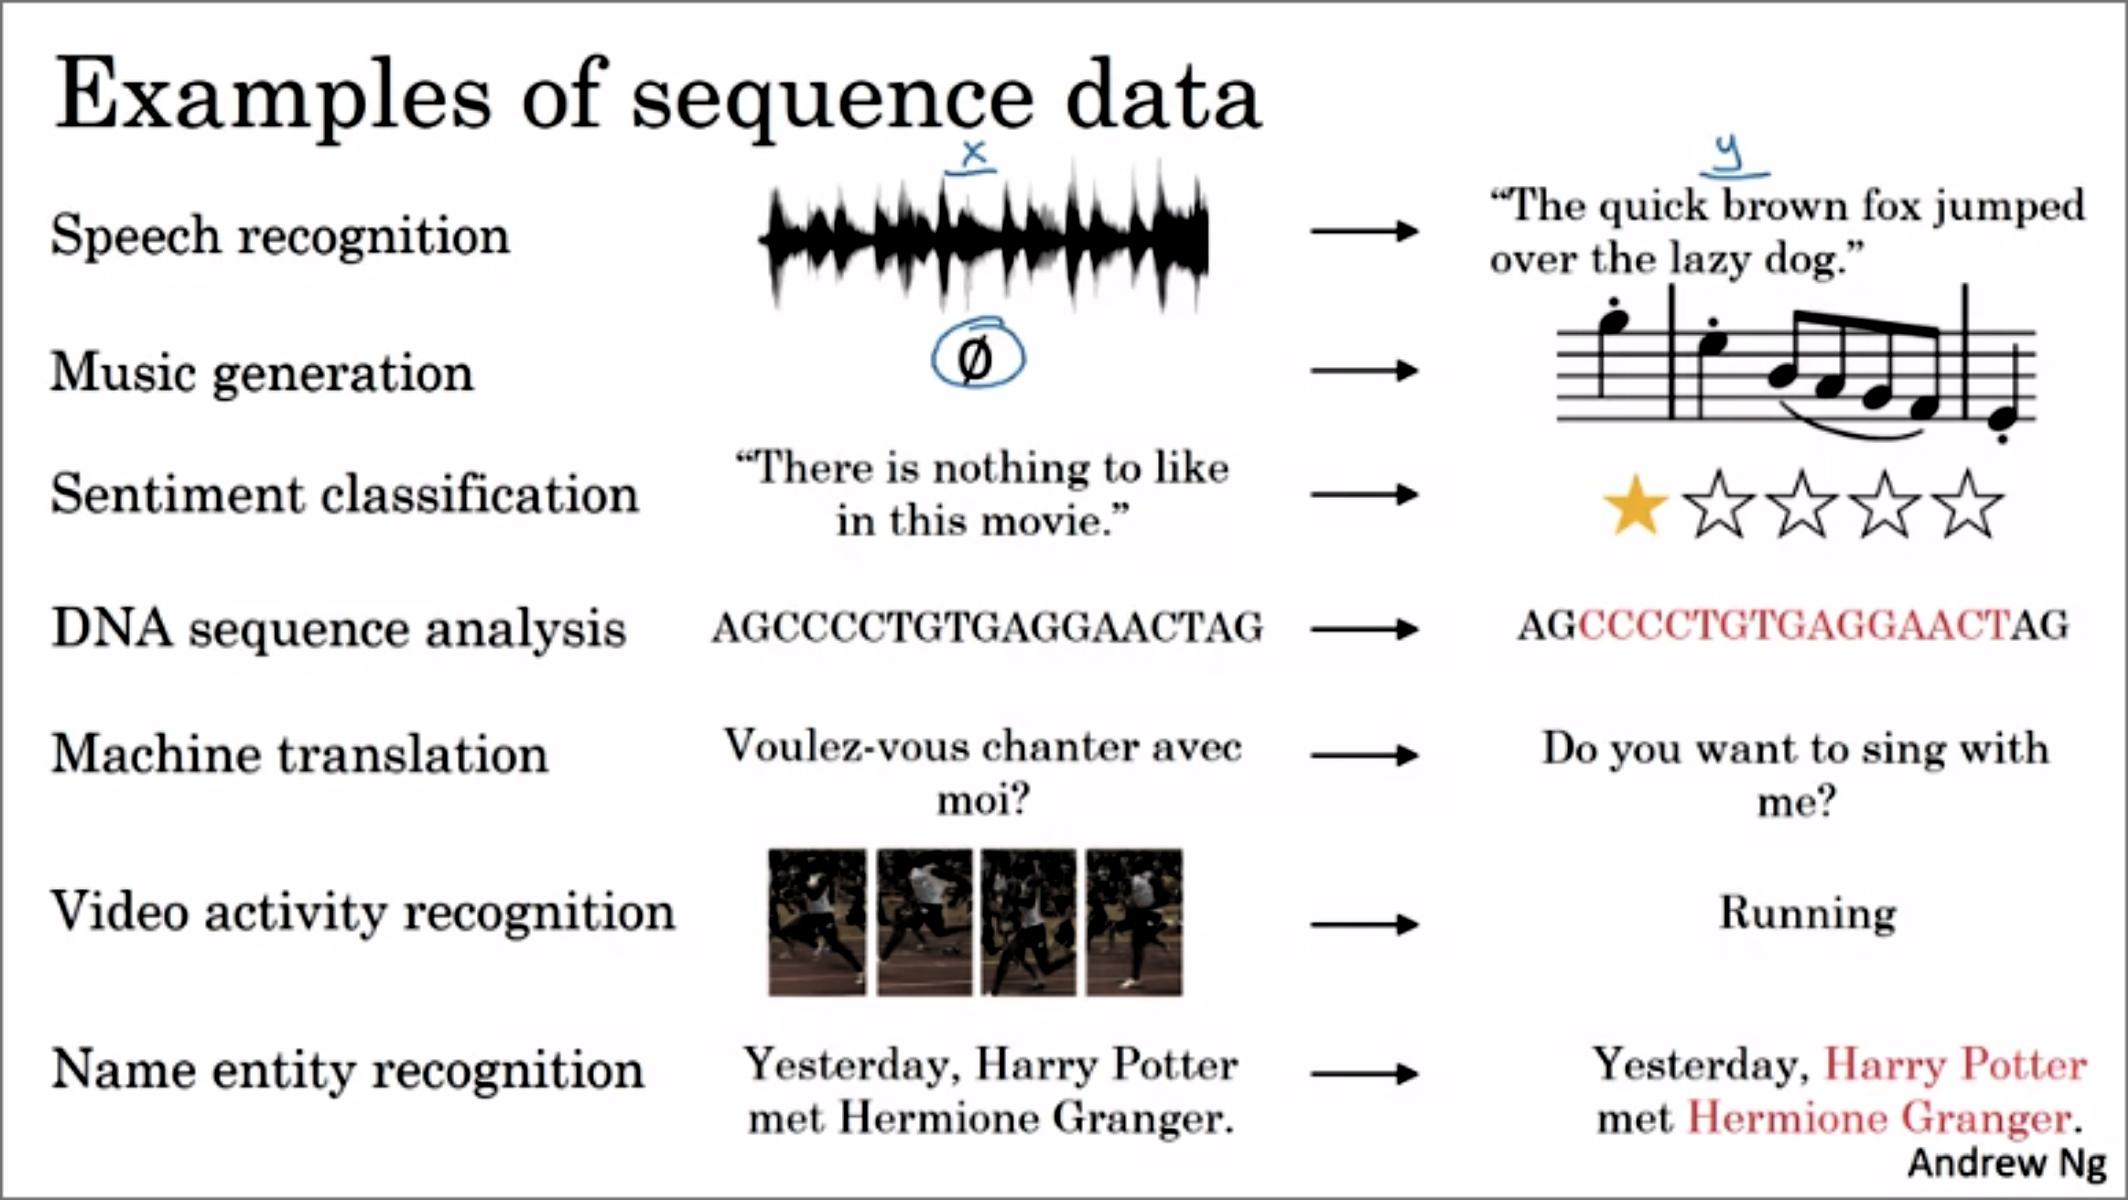 Examples of sequence data
x
y
Speech recognition
“The quick brown fox jumped
over the lazy dog.”
Music generation
Ø
Sentiment classification
“There is nothing to like
in this movie.”
DNA sequence analysis
AGCCCCTGTGAGGAACTAG
AGCCCCTGTGAGGAACTAG
Machine translation
Voulez-vous chanter avec
moi?
Do you want to sing with
me?
Video activity recognition
Running
Name entity recognition
Yesterday, Harry Potter
met Hermione Granger.
Yesterday, Harry Potter
met Hermione Granger.
Andrew Ng